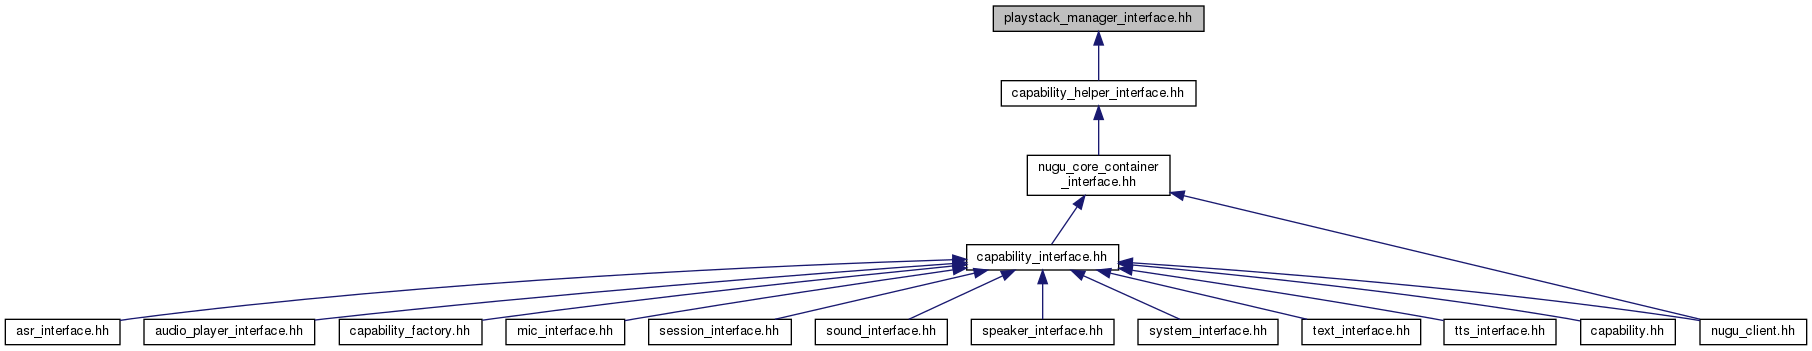 playstack_manager_interface.hh
capability_helper_interface.hh
nugu_core_container
_interface.hh
capability_interface.hh
asr_interface.hh
audio_player_interface.hh
capability_factory.hh
mic_interface.hh
session_interface.hh
sound_interface.hh
speaker_interface.hh
system_interface.hh
text_interface.hh
tts_interface.hh
capability.hh
nugu_client.hh